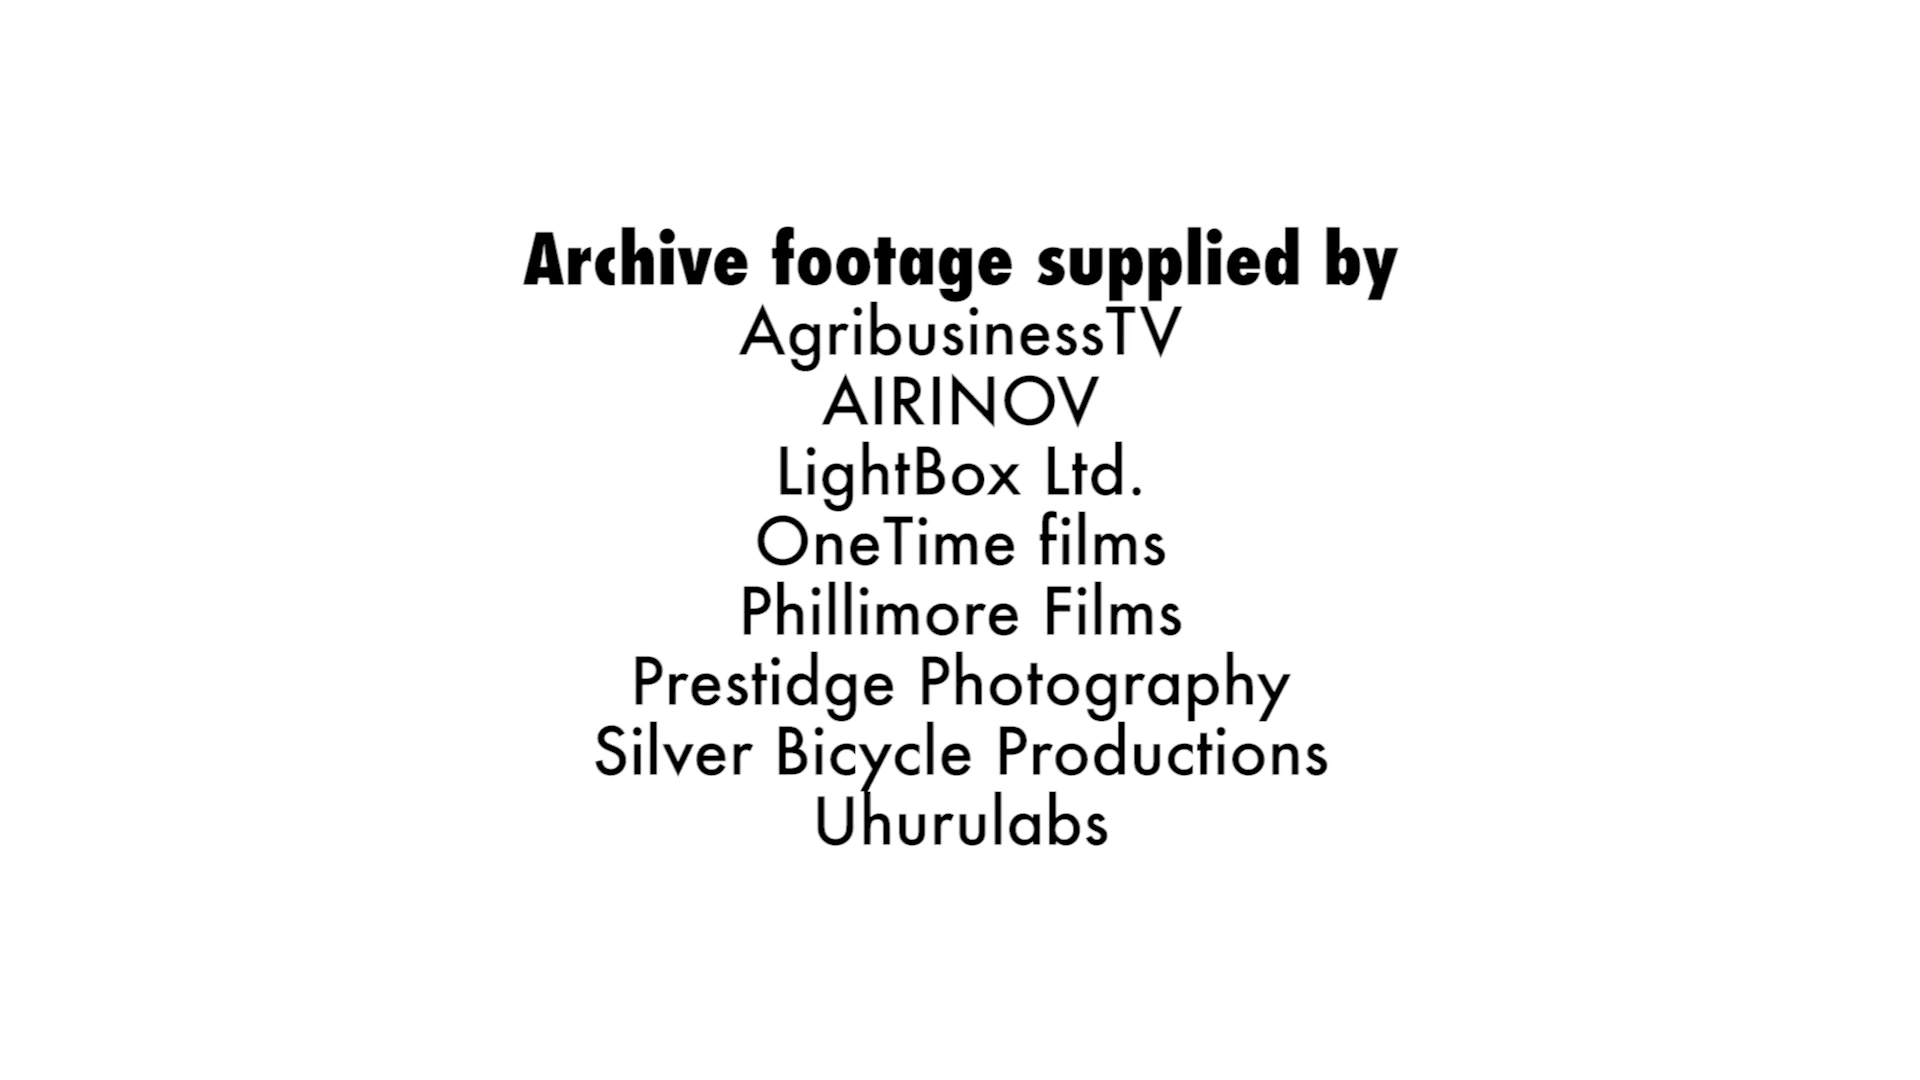 Archive footage supplied by
AgribusinessTV
AIRINOV
LightBox Ltd.
OneTime films
Phillimore Films
Prestidge Photography
Silver Bicycle Productions
Uhurulabs